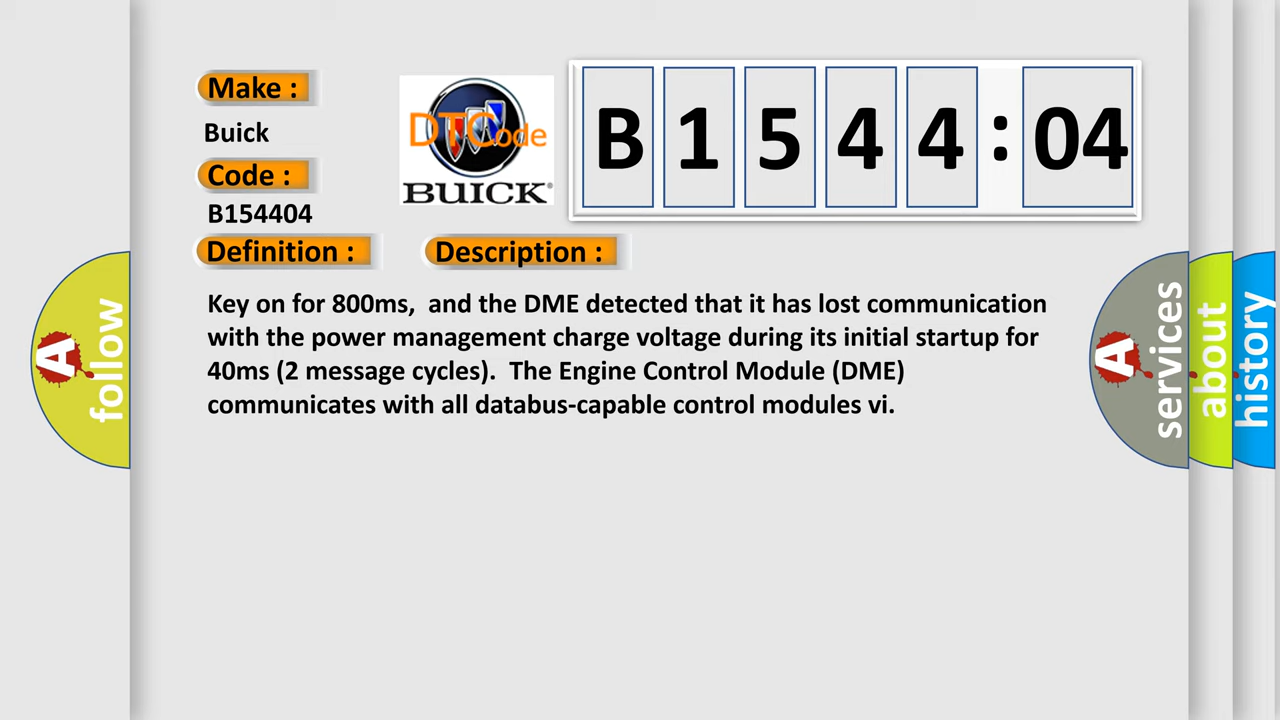 Make :
Buick
Code :
B154404
Definition :
Description :
DTCode
BUICK®
B 1 5 4 4 : 04
Key on for 800ms,  and the DME detected that it has lost communication
with the power management charge voltage during its initial startup for
40ms (2 message cycles).  The Engine Control Module (DME)
communicates with all databus-capable control modules vi.
A follow
A services
about
history